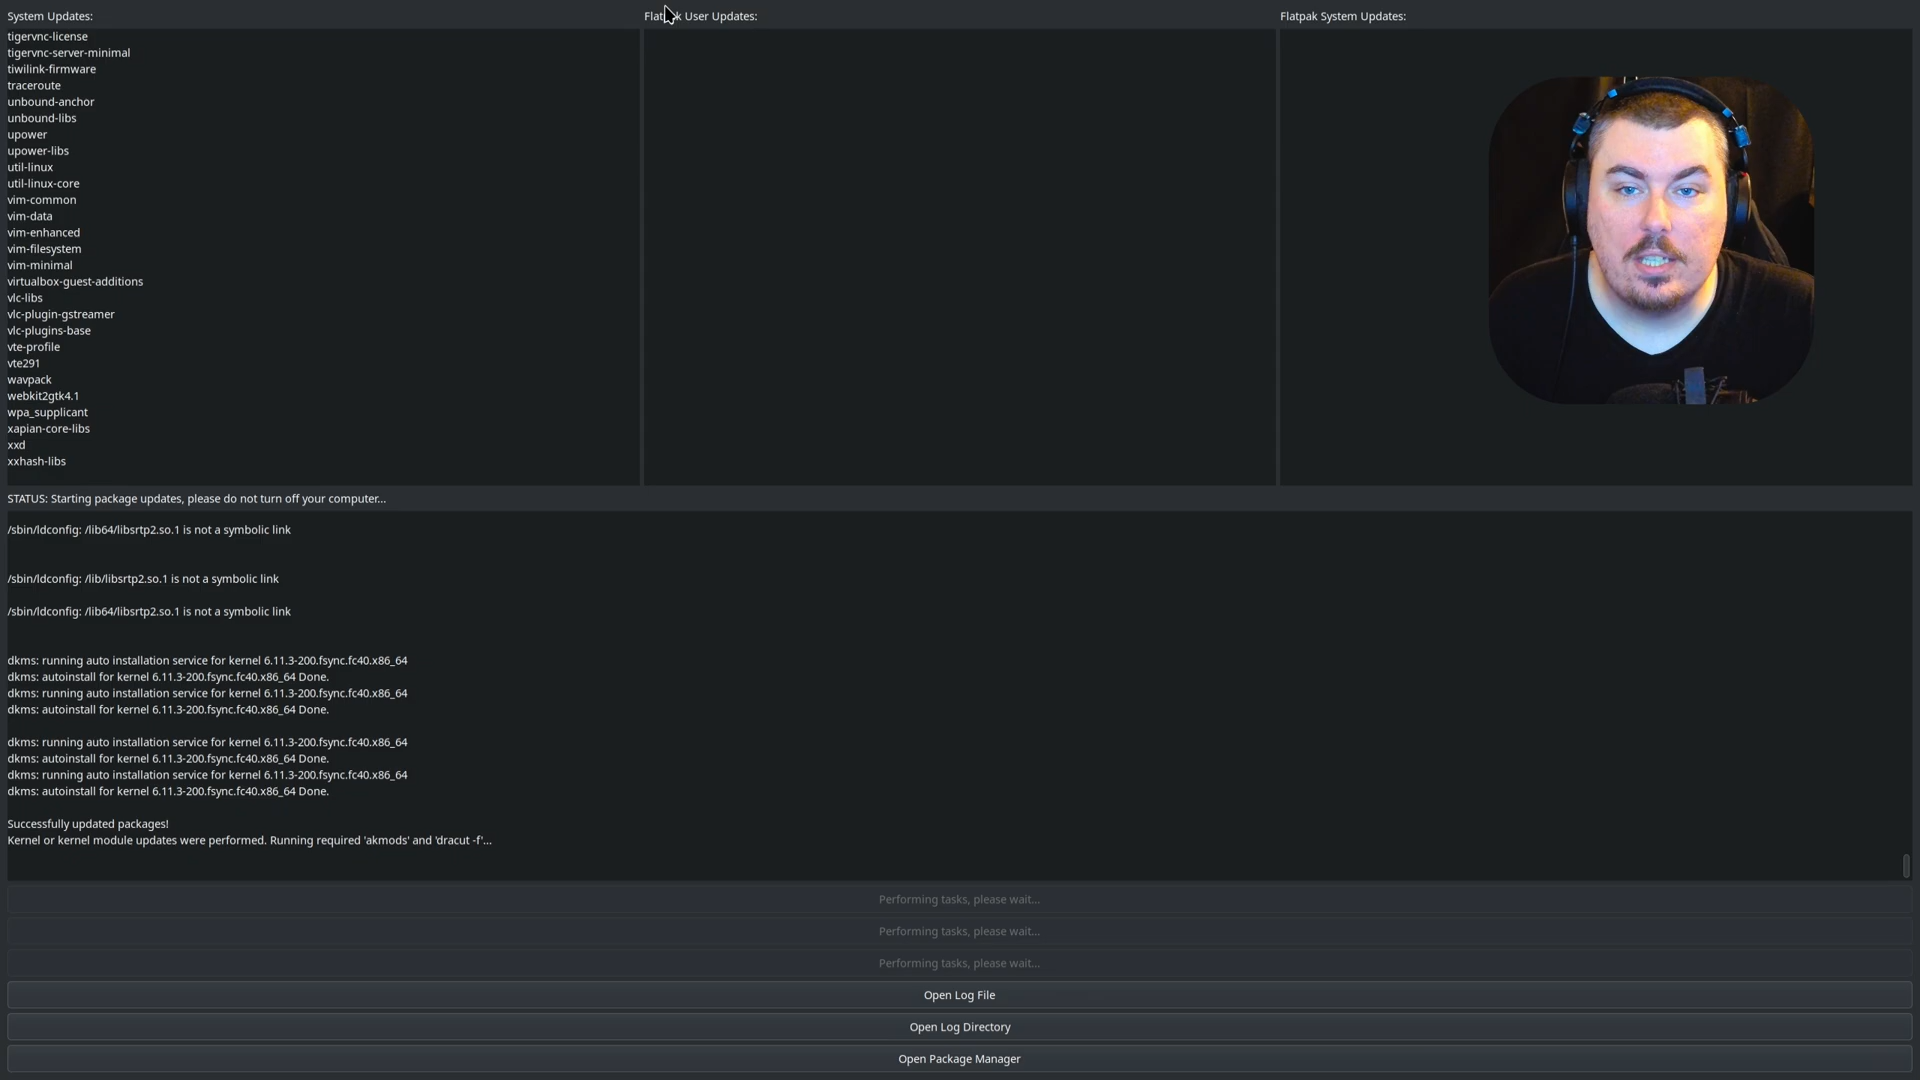 System Updates:
Flatpak User Updates:
Flatpak System Updates:
tigervnc-license
tigervnc-server-minimal
tiwilink-firmware
traceroute
unbound-anchor
unbound-libs
upower
upower-libs
util-linux
util-linux-core
vim-common
vim-data
vim-enhanced
vim-filesystem
vim-minimal
virtualbox-guest-additions
vlc-libs
vlc-plugin-gstreamer
vlc-plugins-base
vte-profile
vte291
wavpack
webkit2gtk4.1
wpa_supplicant
xapian-core-libs
xxd
xxhash-libs
STATUS: Starting package updates, please do not turn off your computer...
/sbin/ldconfig: /lib64/libsrtp2.so.1 is not a symbolic link
/sbin/ldconfig: /lib/libsrtp2.so.1 is not a symbolic link
/sbin/ldconfig: /lib64/libsrtp2.so.1 is not a symbolic link
dkms: running auto installation service for kernel 6.11.3-200.fsync.fc40.x86_64
dkms: autoinstall for kernel 6.11.3-200.fsync.fc40.x86_64 Done.
dkms: running auto installation service for kernel 6.11.3-200.fsync.fc40.x86_64
dkms: autoinstall for kernel 6.11.3-200.fsync.fc40.x86_64 Done.
dkms: running auto installation service for kernel 6.11.3-200.fsync.fc40.x86_64
dkms: autoinstall for kernel 6.11.3-200.fsync.fc40.x86_64 Done.
dkms: running auto installation service for kernel 6.11.3-200.fsync.fc40.x86_64
dkms: autoinstall for kernel 6.11.3-200.fsync.fc40.x86_64 Done.
Successfully updated packages!
Kernel or kernel module updates were performed. Running required 'akmods' and 'dracut -f'...
Performing tasks, please wait...
Performing tasks, please wait...
Performing tasks, please wait...
Open Log File
Open Log Directory
Open Package Manager